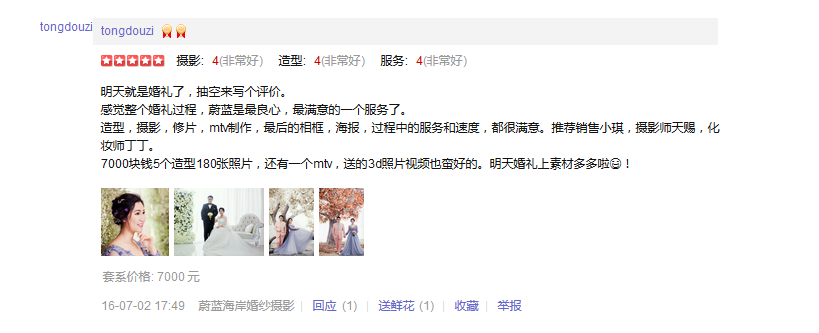 tongdouzi
tongdouzi
摄影: 4(非常好) 造型: 4(非常好) 服务: 4(非常好)
明天就是婚礼了，抽空来写个评价。
感觉整个婚礼过程，蔚蓝是最良心，最满意的一个服务了。
造型，摄影，修片，mtv制作，最后的相框，海报，过程中的服务和速度，都很满意。推荐销售小琪，摄影师天赐，化
妆师丁丁。
7000块钱5个造型180张照片，还有一个mtv，送的3d照片视频也蛮好的。明天婚礼上素材多多啦😄！
套系价格: 7000 元
16-07-02 17:49 蔚蓝海岸婚纱摄影 | 回应 (1) | 送鲜花 (1) | 收藏 | 举报